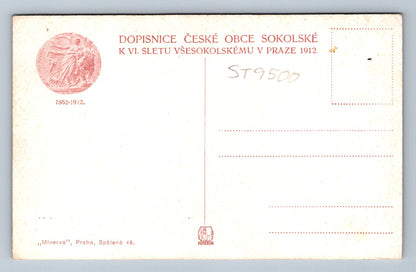 DOPISNICE ČESKÉ OBCE SOKOLSKÉ
K VI. SLETU VŠESOKOLSKÉMU V PRAZE 1912.
ST9500
1862-1912.
„Minerva", Praha, Spálená 49.